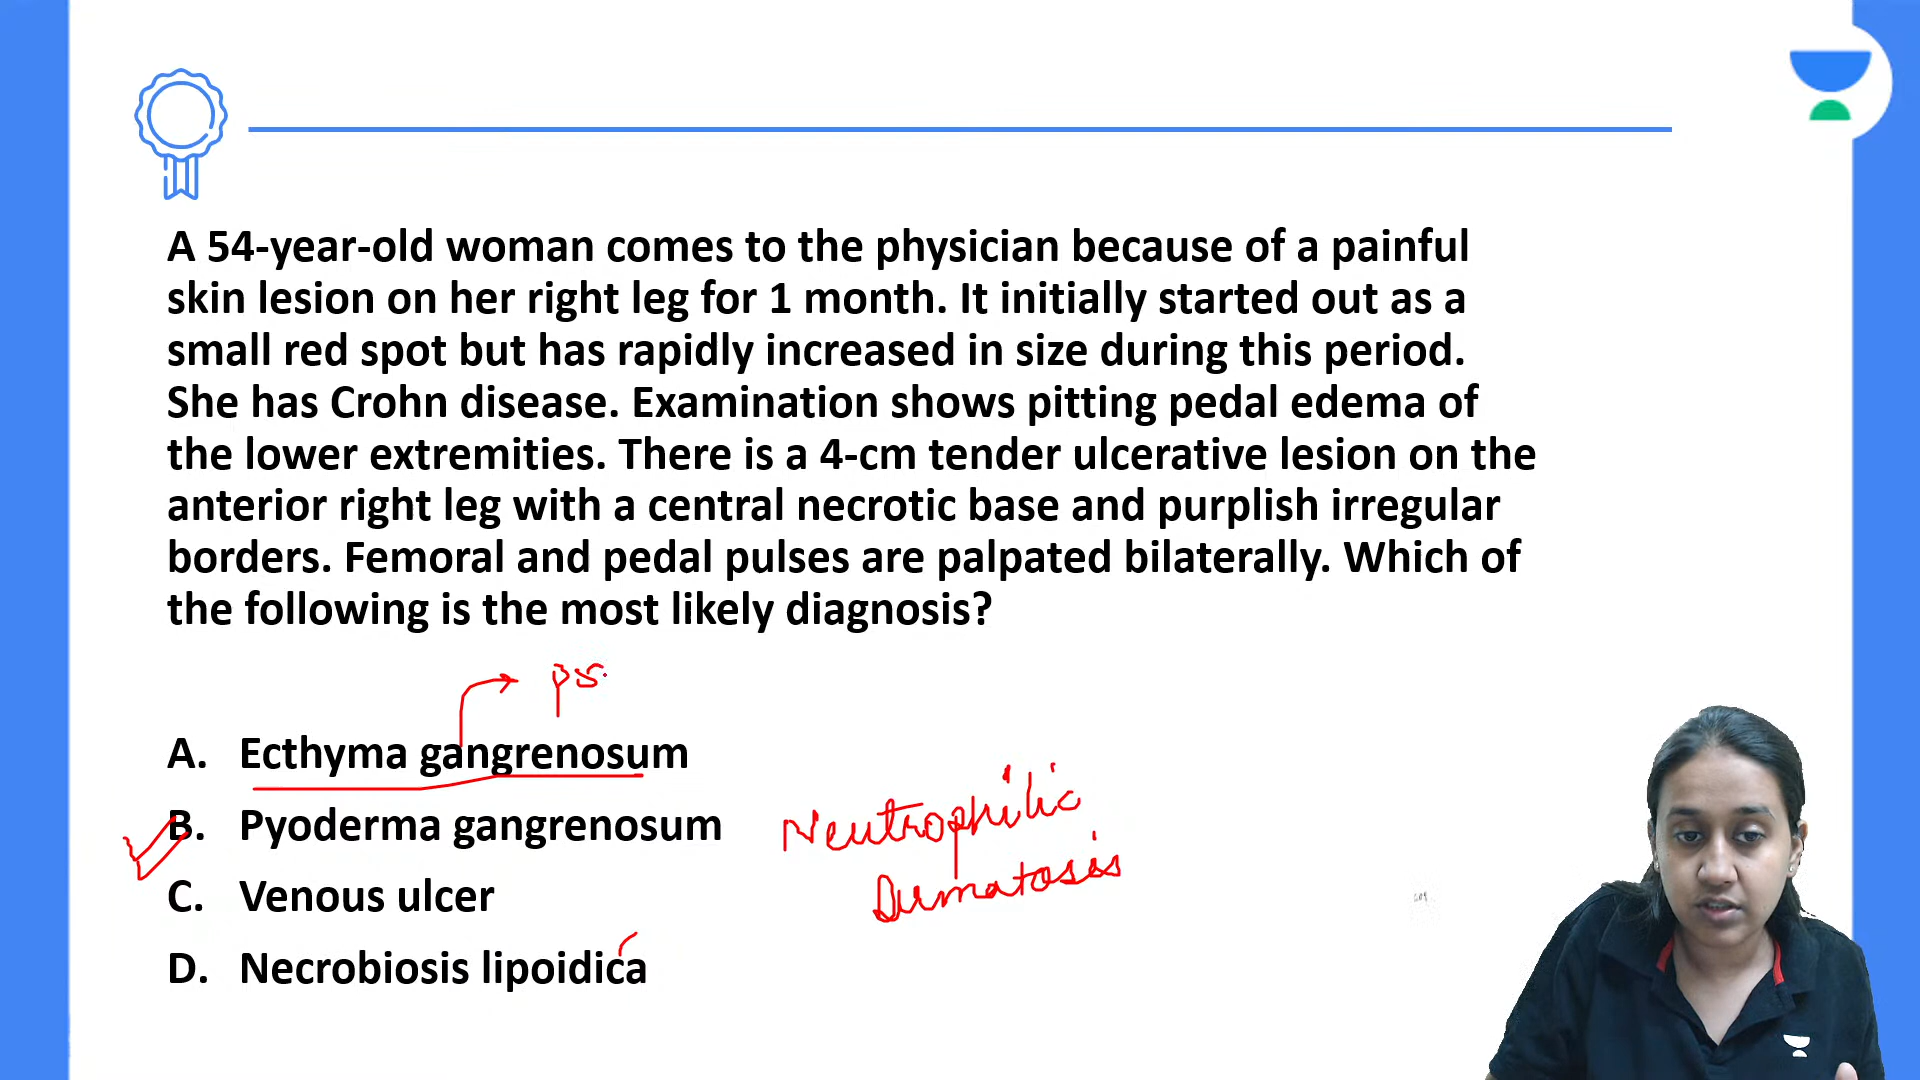 A 54-year-old woman comes to the physician because of a painful
skin lesion on her right leg for 1 month. It initially started out as a
small red spot but has rapidly increased in size during this period.
She has Crohn disease. Examination shows pitting pedal edema of
the lower extremities. There is a 4-cm tender ulcerative lesion on the
anterior right leg with a central necrotic base and purplish irregular
borders. Femoral and pedal pulses are palpated bilaterally. Which of
the following is the most likely diagnosis?
ps
A. Ecthyma gangrenosum
B. Pyoderma gangrenosum
Neutrophilic
Dermatosis
C. Venous ulcer
D. Necrobiosis lipoidica